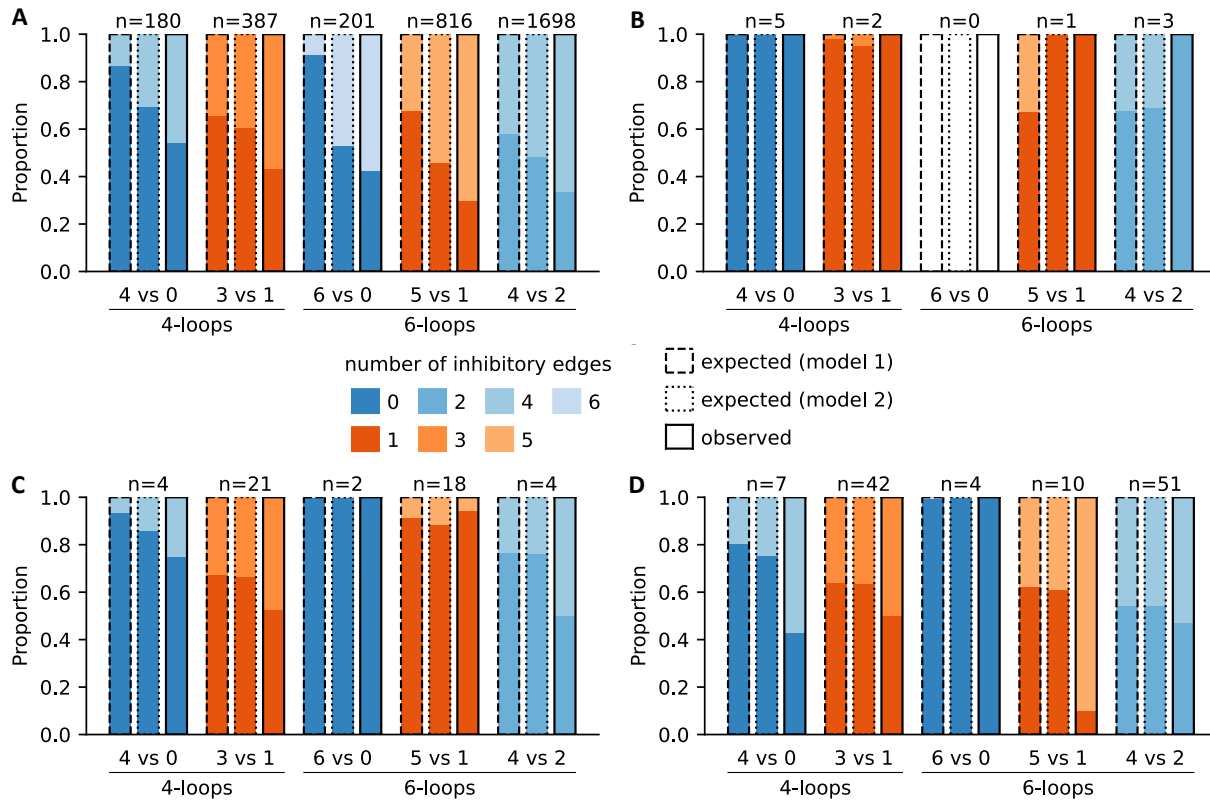 A
n=180 n=387 n=201 n=816 n=1698
1.0
0.8
0.6
0.4
0.2
0.0
Proportion
4 vs 0 3 vs 1 6 vs 0 5 vs 1 4 vs 2
4-loops 6-loops
B
n=5 n=2 n=0 n=1 n=3
1.0
0.8
0.6
0.4
0.2
0.0
Proportion
4 vs 0 3 vs 1 6 vs 0 5 vs 1 4 vs 2
4-loops 6-loops
number of inhibitory edges
0 2 4 6
1 3 5
expected (model 1)
expected (model 2)
observed
C
n=4 n=21 n=2 n=18 n=4
1.0
0.8
0.6
0.4
0.2
0.0
Proportion
4 vs 0 3 vs 1 6 vs 0 5 vs 1 4 vs 2
4-loops 6-loops
D
n=7 n=42 n=4 n=10 n=51
1.0
0.8
0.6
0.4
0.2
0.0
Proportion
4 vs 0 3 vs 1 6 vs 0 5 vs 1 4 vs 2
4-loops 6-loops